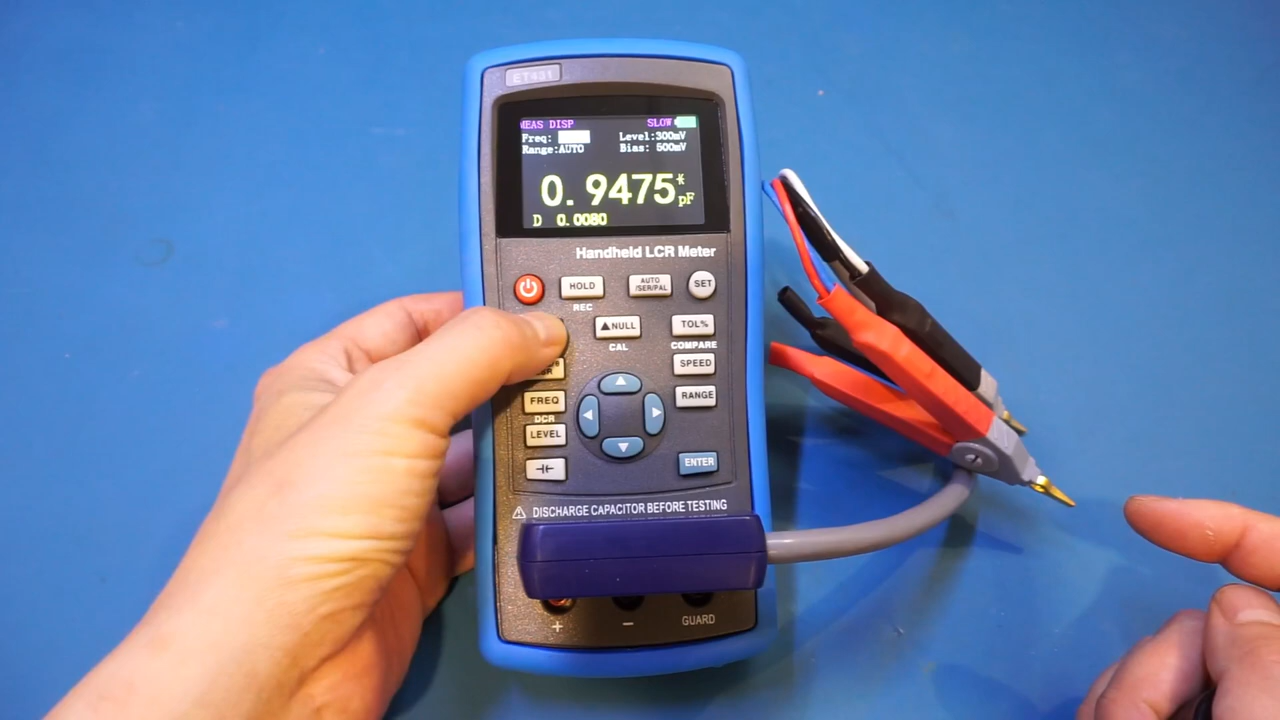 ET431
MEAS DISP SLOW
Freq: Level:300mV
Range:AUTO Bias: 500mV
0.9475*
pF
D 0.0080
Handheld LCR Meter
HOLD
AUTO
/SER/PAL
SET
REC
▲NULL
TOL%
CAL
COMPARE
SPEED
FREQ
RANGE
DCR
LEVEL
ENTER
⚠ DISCHARGE CAPACITOR BEFORE TESTING
+ − GUARD